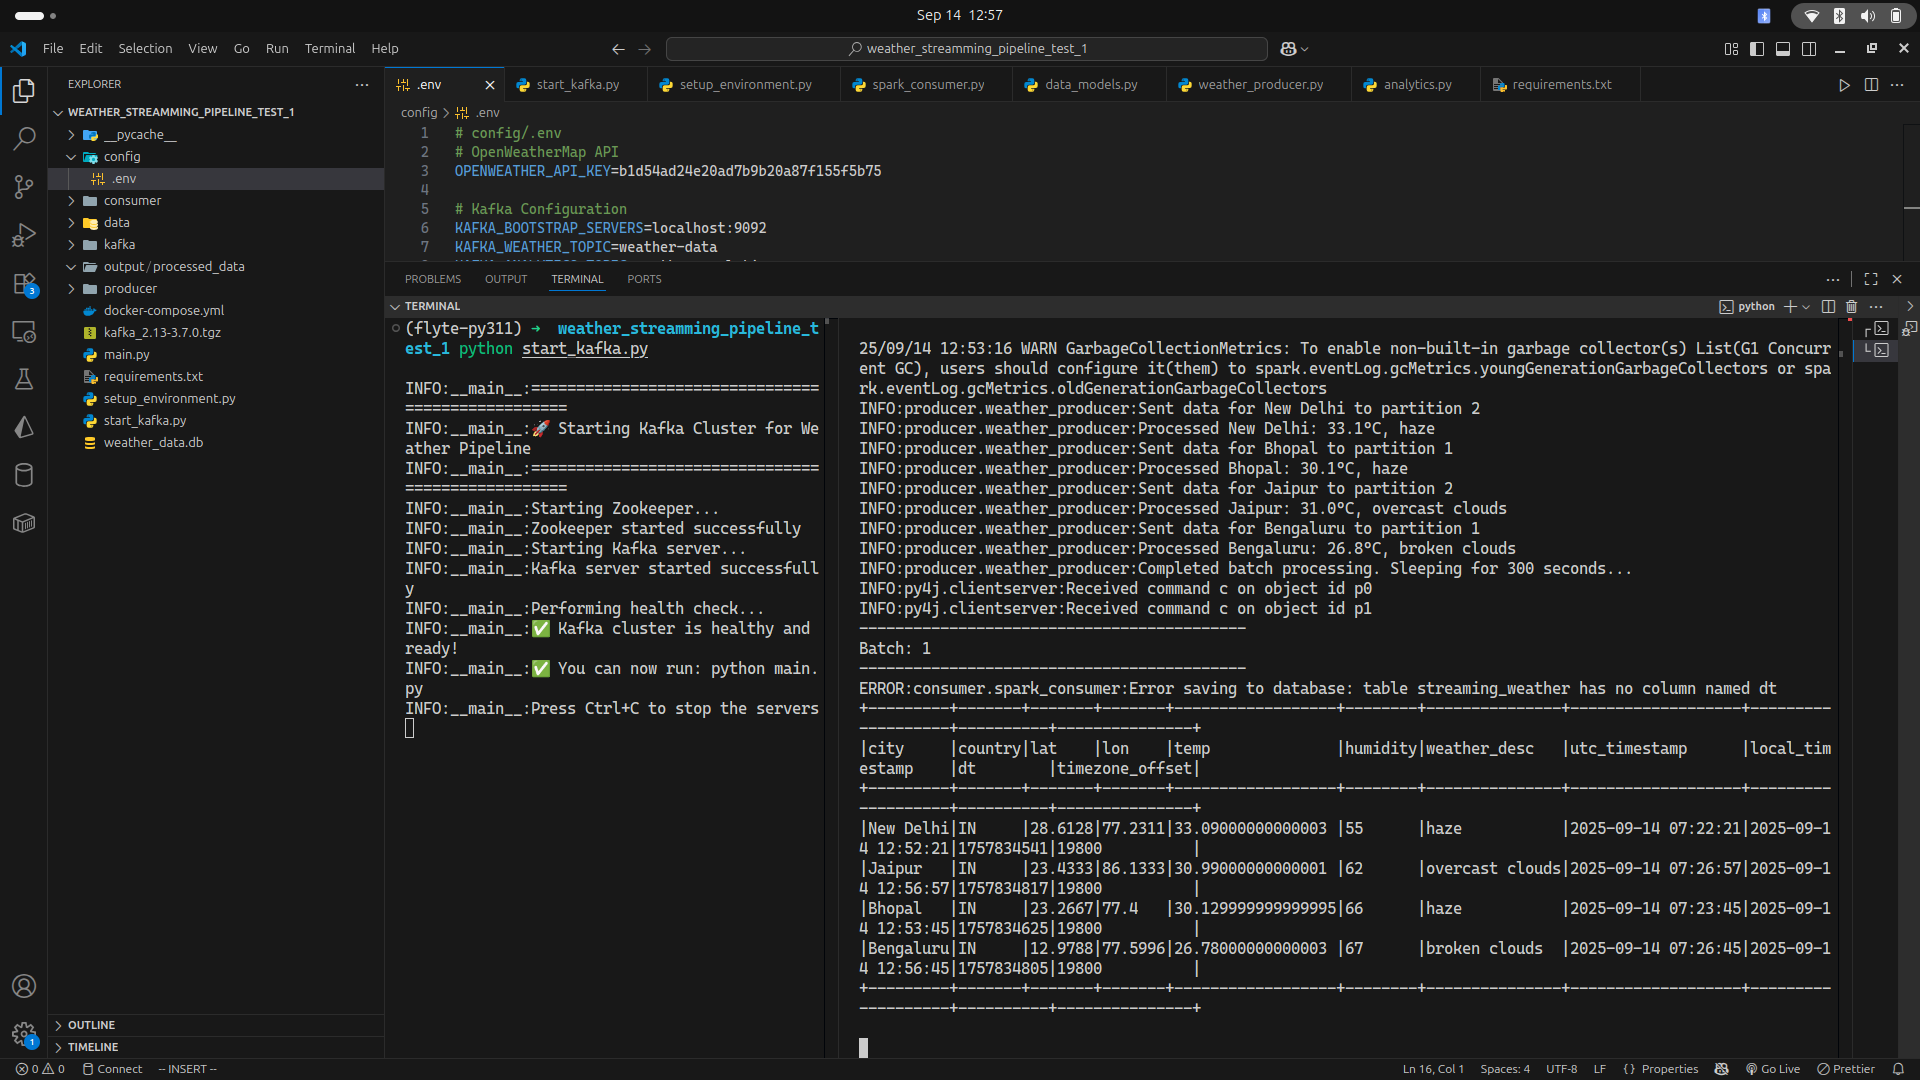 Sep 14 12:57
File Edit Selection View Go Run Terminal Help
weather_streamming_pipeline_test_1
EXPLORER
WEATHER_STREAMMING_PIPELINE_TEST_1
__pycache__
config
.env
consumer
data
kafka
output/processed_data
producer
docker-compose.yml
kafka_2.13-3.7.0.tgz
main.py
requirements.txt
setup_environment.py
start_kafka.py
weather_data.db
OUTLINE
TIMELINE
3
1
.env start_kafka.py setup_environment.py spark_consumer.py data_models.py weather_producer.py analytics.py requirements.txt
config > .env
1 # config/.env
2 # OpenWeatherMap API
3 OPENWEATHER_API_KEY=b1d54ad24e20ad7b9b20a87f155f5b75
4
5 # Kafka Configuration
6 KAFKA_BOOTSTRAP_SERVERS=localhost:9092
7 KAFKA_WEATHER_TOPIC=weather-data
PROBLEMS OUTPUT TERMINAL PORTS
TERMINAL
python
(flyte-py311) → weather_streamming_pipeline_t
est_1 python start_kafka.py
INFO:__main__:================================
==================
INFO:__main__:🚀 Starting Kafka Cluster for We
ather Pipeline
INFO:__main__:================================
==================
INFO:__main__:Starting Zookeeper...
INFO:__main__:Zookeeper started successfully
INFO:__main__:Starting Kafka server...
INFO:__main__:Kafka server started successfull
y
INFO:__main__:Performing health check...
INFO:__main__:✅ Kafka cluster is healthy and
ready!
INFO:__main__:✅ You can now run: python main.
py
INFO:__main__:Press Ctrl+C to stop the servers
25/09/14 12:53:16 WARN GarbageCollectionMetrics: To enable non-built-in garbage collector(s) List(G1 Concurr
ent GC), users should configure it(them) to spark.eventLog.gcMetrics.youngGenerationGarbageCollectors or spa
rk.eventLog.gcMetrics.oldGenerationGarbageCollectors
INFO:producer.weather_producer:Sent data for New Delhi to partition 2
INFO:producer.weather_producer:Processed New Delhi: 33.1°C, haze
INFO:producer.weather_producer:Sent data for Bhopal to partition 1
INFO:producer.weather_producer:Processed Bhopal: 30.1°C, haze
INFO:producer.weather_producer:Sent data for Jaipur to partition 2
INFO:producer.weather_producer:Processed Jaipur: 31.0°C, overcast clouds
INFO:producer.weather_producer:Sent data for Bengaluru to partition 1
INFO:producer.weather_producer:Processed Bengaluru: 26.8°C, broken clouds
INFO:producer.weather_producer:Completed batch processing. Sleeping for 300 seconds...
INFO:py4j.clientserver:Received command c on object id p0
INFO:py4j.clientserver:Received command c on object id p1
-------------------------------------------
Batch: 1
-------------------------------------------
ERROR:consumer.spark_consumer:Error saving to database: table streaming_weather has no column named dt
+---------+-------+-------+-------+------------------+--------+---------------+-------------------+---------
----------+----------+---------------+
|city     |country|lat    |lon    |temp              |humidity|weather_desc   |utc_timestamp      |local_tim
estamp    |dt        |timezone_offset|
+---------+-------+-------+-------+------------------+--------+---------------+-------------------+---------
----------+----------+---------------+
|New Delhi|IN     |28.6128|77.2311|33.09000000000003 |55      |haze           |2025-09-14 07:22:21|2025-09-1
4 12:52:21|1757834541|19800          |
|Jaipur   |IN     |23.4333|86.1333|30.99000000000001 |62      |overcast clouds|2025-09-14 07:26:57|2025-09-1
4 12:56:57|1757834817|19800          |
|Bhopal   |IN     |23.2667|77.4   |30.129999999999995|66      |haze           |2025-09-14 07:23:45|2025-09-1
4 12:53:45|1757834625|19800          |
|Bengaluru|IN     |12.9788|77.5996|26.78000000000003 |67      |broken clouds  |2025-09-14 07:26:45|2025-09-1
4 12:56:45|1757834805|19800          |
+---------+-------+-------+-------+------------------+--------+---------------+-------------------+---------
----------+----------+---------------+
0 0 Connect -- INSERT -- Ln 16, Col 1 Spaces: 4 UTF-8 LF {} Properties Go Live Prettier